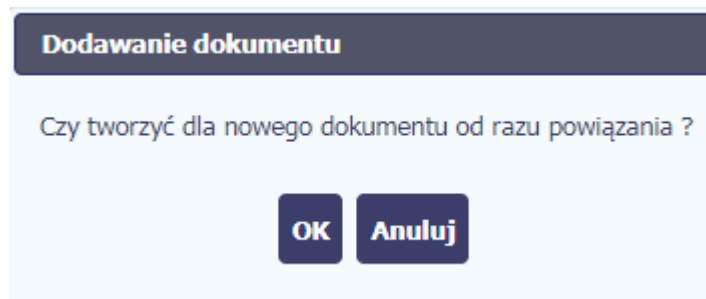 Dodawanie dokumentu
Czy tworzyć dla nowego dokumentu od razu powiązania ?
OK Anuluj